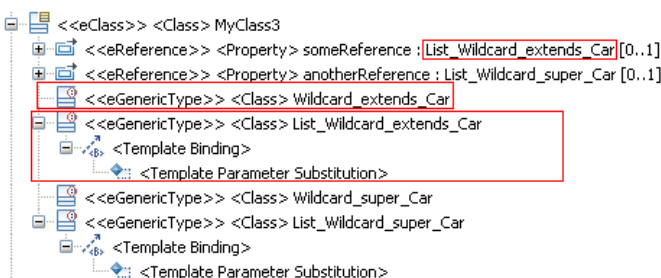 <<eClass>> <Class> MyClass3
<<eReference>> <Property> someReference : List_Wildcard_extends_Car [0..1]
<<eReference>> <Property> anotherReference : List_Wildcard_super_Car [0..1]
<<eGenericType>> <Class> Wildcard_extends_Car
<<eGenericType>> <Class> List_Wildcard_extends_Car
<Template Binding>
<Template Parameter Substitution>
<<eGenericType>> <Class> Wildcard_super_Car
<<eGenericType>> <Class> List_Wildcard_super_Car
<Template Binding>
<Template Parameter Substitution>